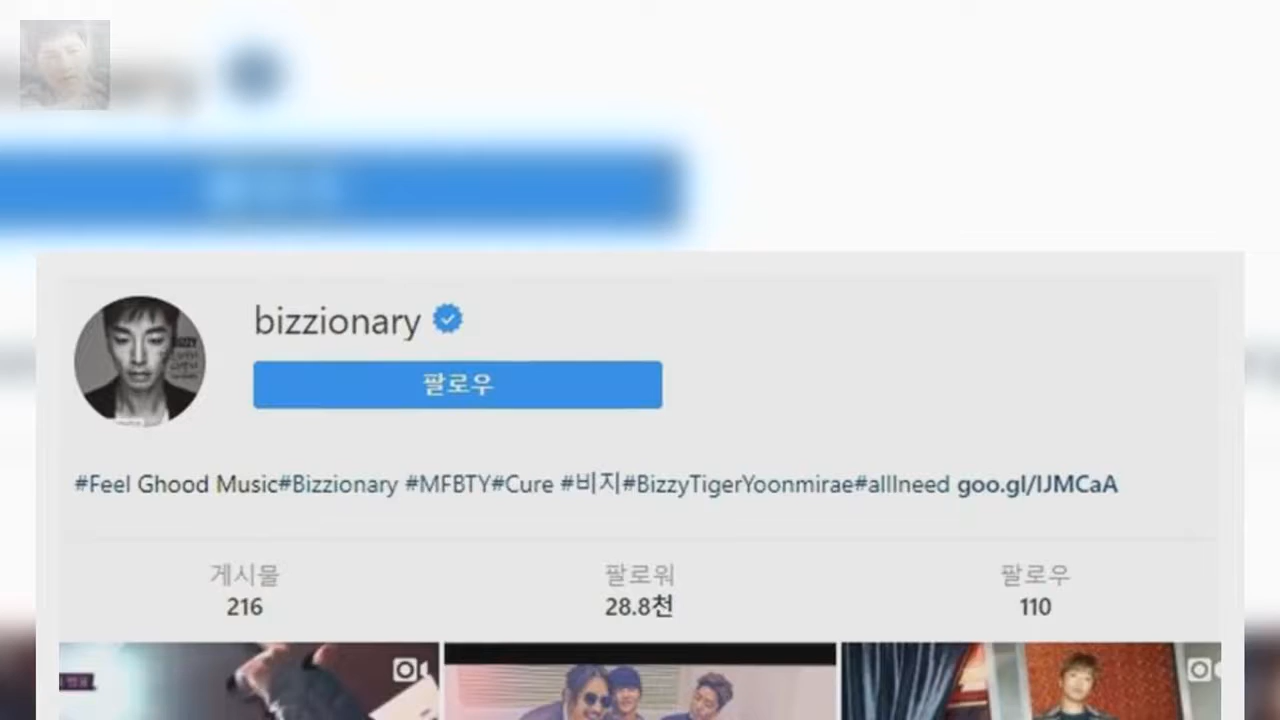 bizzionary
팔로우
#Feel Ghood Music#Bizzionary #MFBTY#Cure #비지#BizzyTigerYoonmirae#allIneed goo.gl/IJMCaA
게시물 팔로워 팔로우
216 28.8천 110